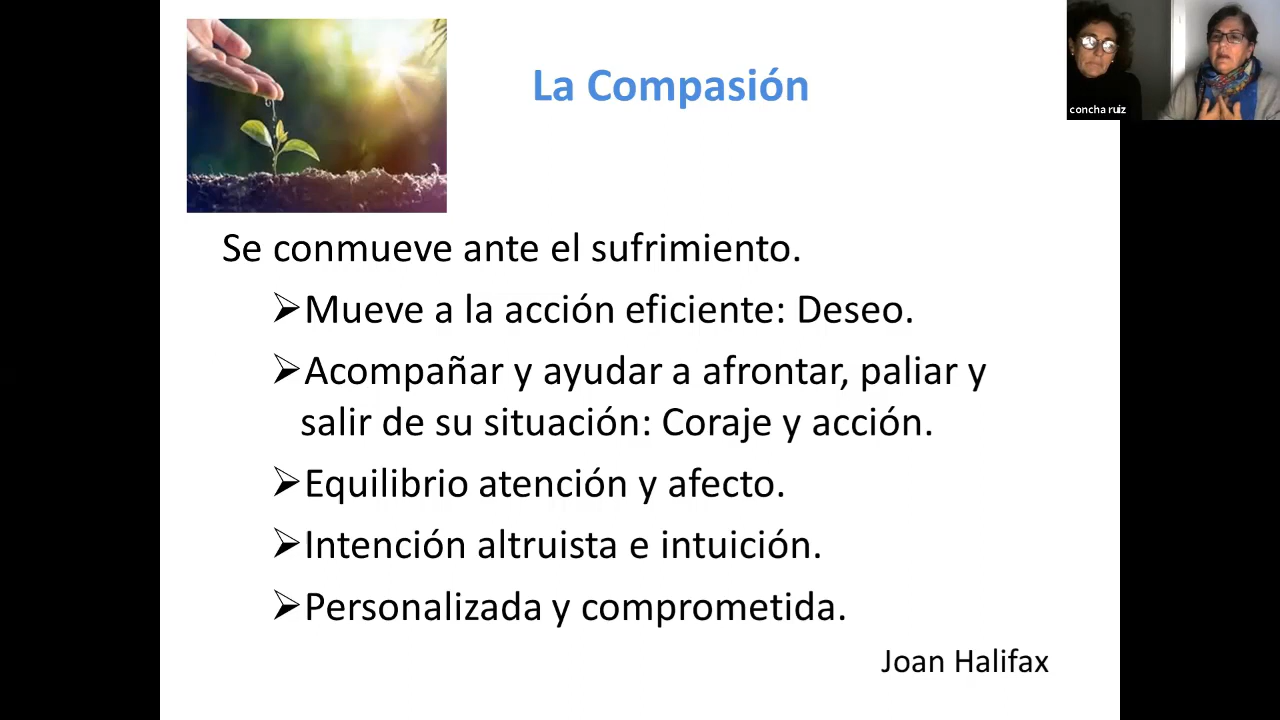 La Compasión
concha ruiz
Se conmueve ante el sufrimiento.
➢Mueve a la acción eficiente: Deseo.
➢Acompañar y ayudar a afrontar, paliar y
salir de su situación: Coraje y acción.
➢Equilibrio atención y afecto.
➢Intención altruista e intuición.
➢Personalizada y comprometida.
Joan Halifax